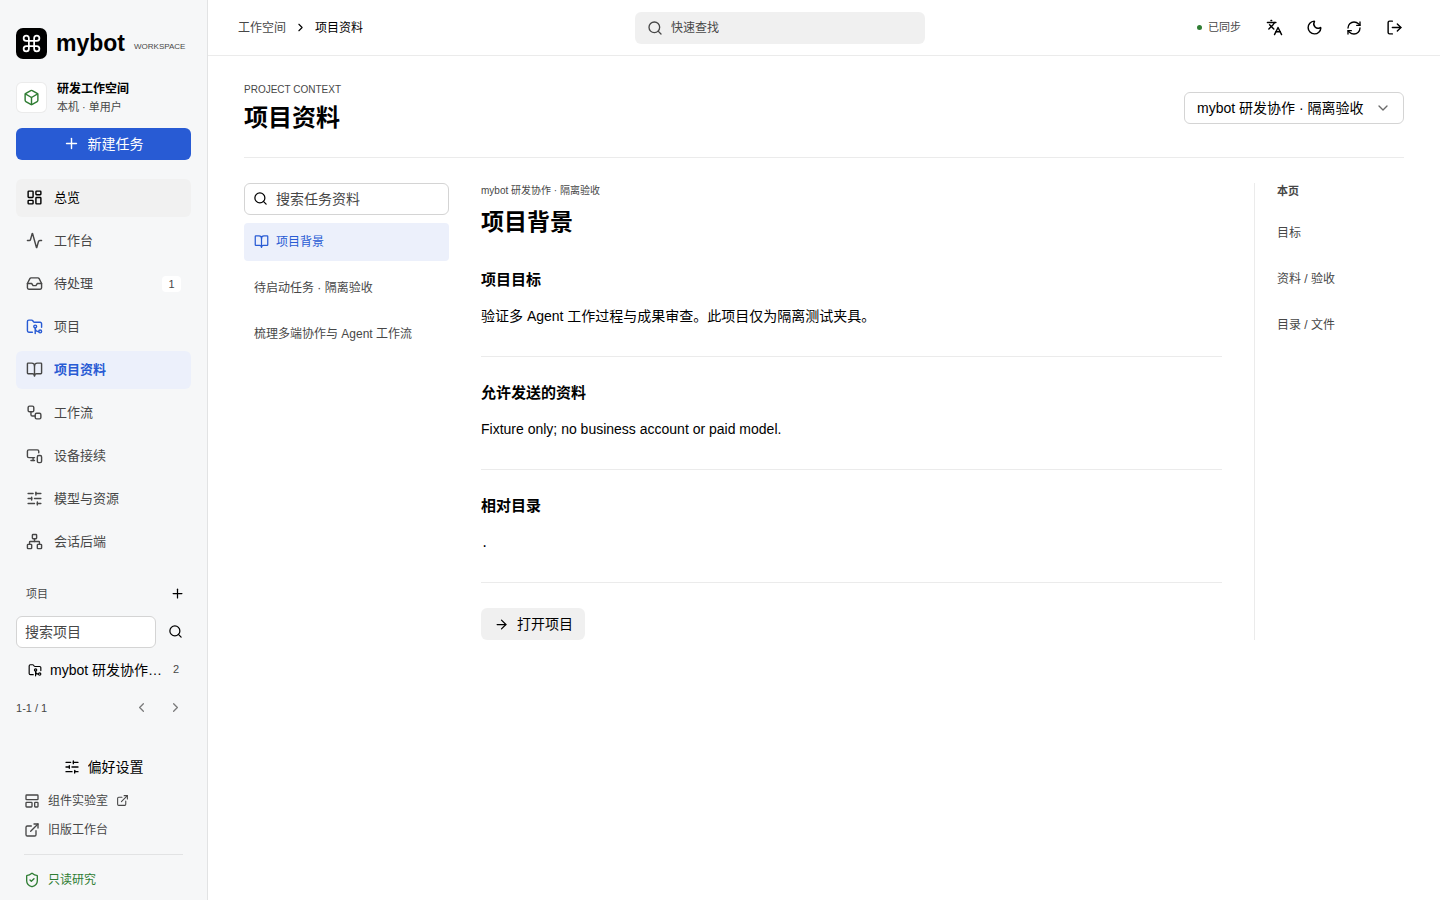 mybot WORKSPACE
研发工作空间
本机 · 单用户
新建任务
总览
工作台
待处理 1
项目
项目资料
工作流
设备接续
模型与资源
会话后端
项目
搜索项目
mybot 研发协作… 2
1-1 / 1
偏好设置
组件实验室
旧版工作台
只读研究
工作空间 > 项目资料
快速查找
已同步
PROJECT CONTEXT
项目资料
mybot 研发协作 · 隔离验收
搜索任务资料
项目背景
待启动任务 · 隔离验收
梳理多端协作与 Agent 工作流
mybot 研发协作 · 隔离验收
项目背景
项目目标
验证多 Agent 工作过程与成果审查。此项目仅为隔离测试夹具。
允许发送的资料
Fixture only; no business account or paid model.
相对目录
.
打开项目
本页
目标
资料 / 验收
目录 / 文件